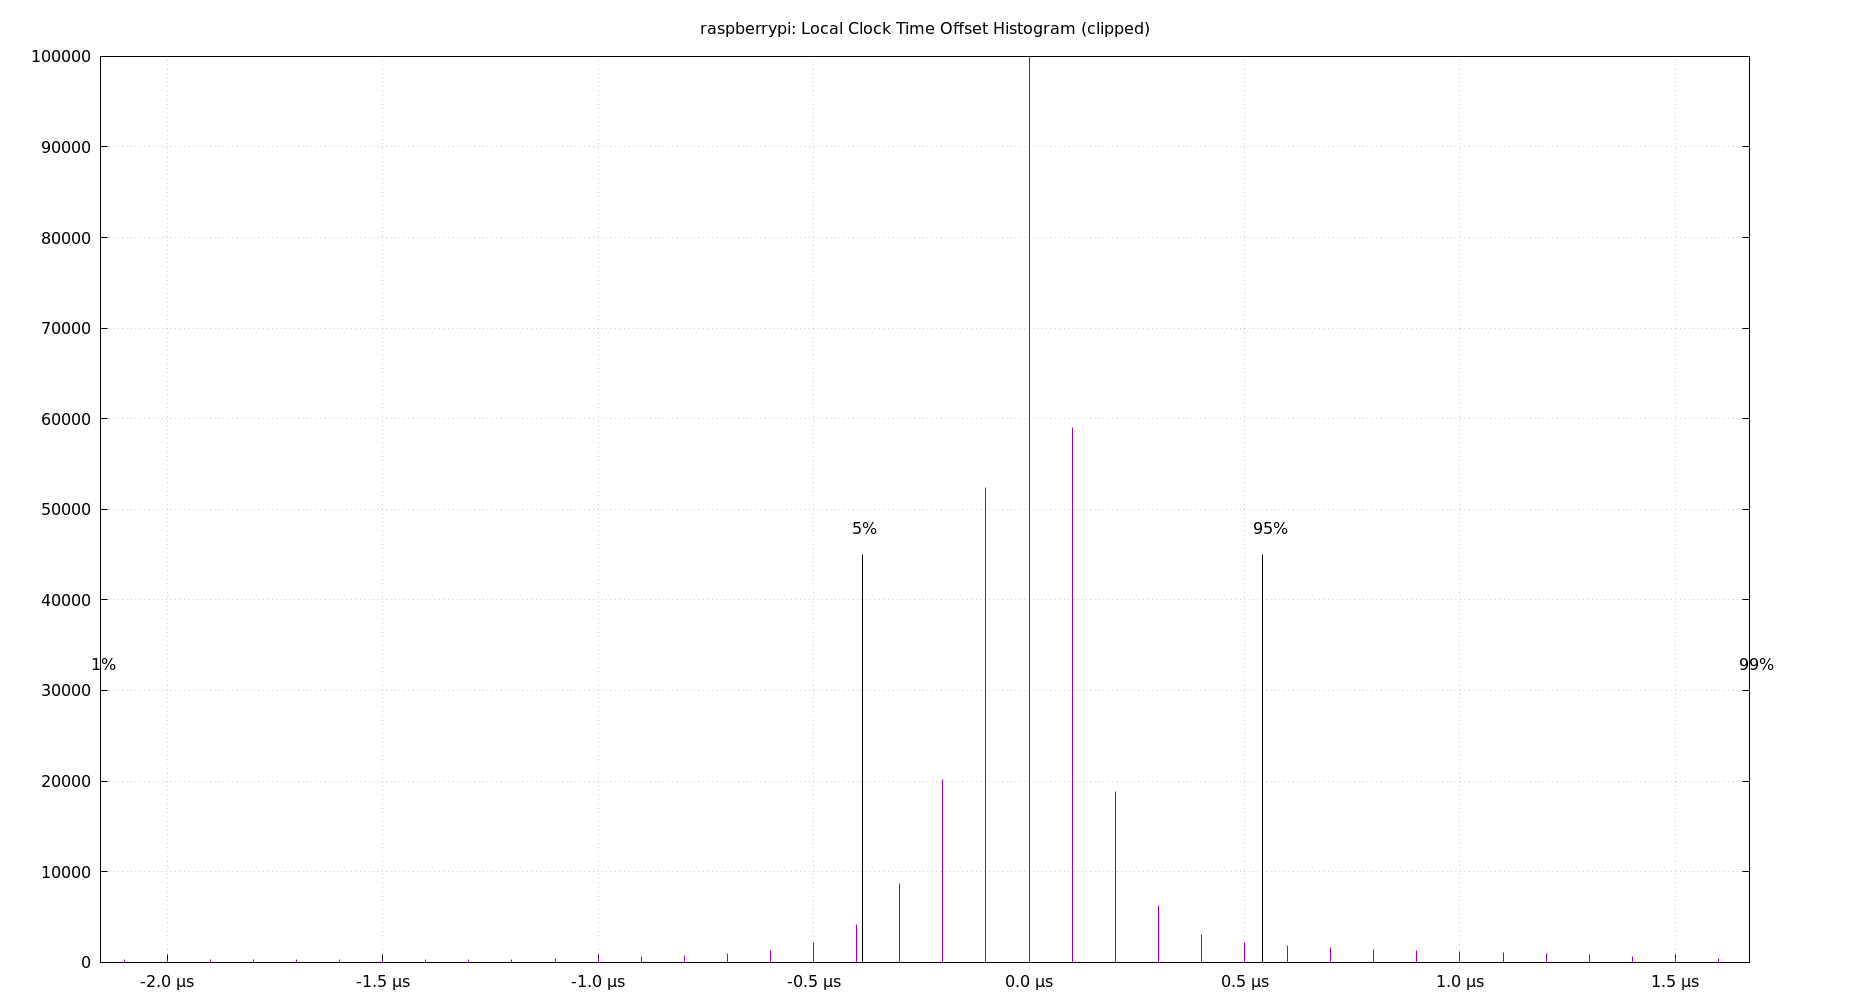 raspberrypi: Local Clock Time Offset Histogram (clipped)
100000
90000
80000
70000
60000
50000
5%
95%
40000
1%
99%
30000
20000
10000
0
-2.0 µs
-1.5 µs
-1.0 µs
-0.5 µs
0.0 µs
0.5 µs
1.0 µs
1.5 µs